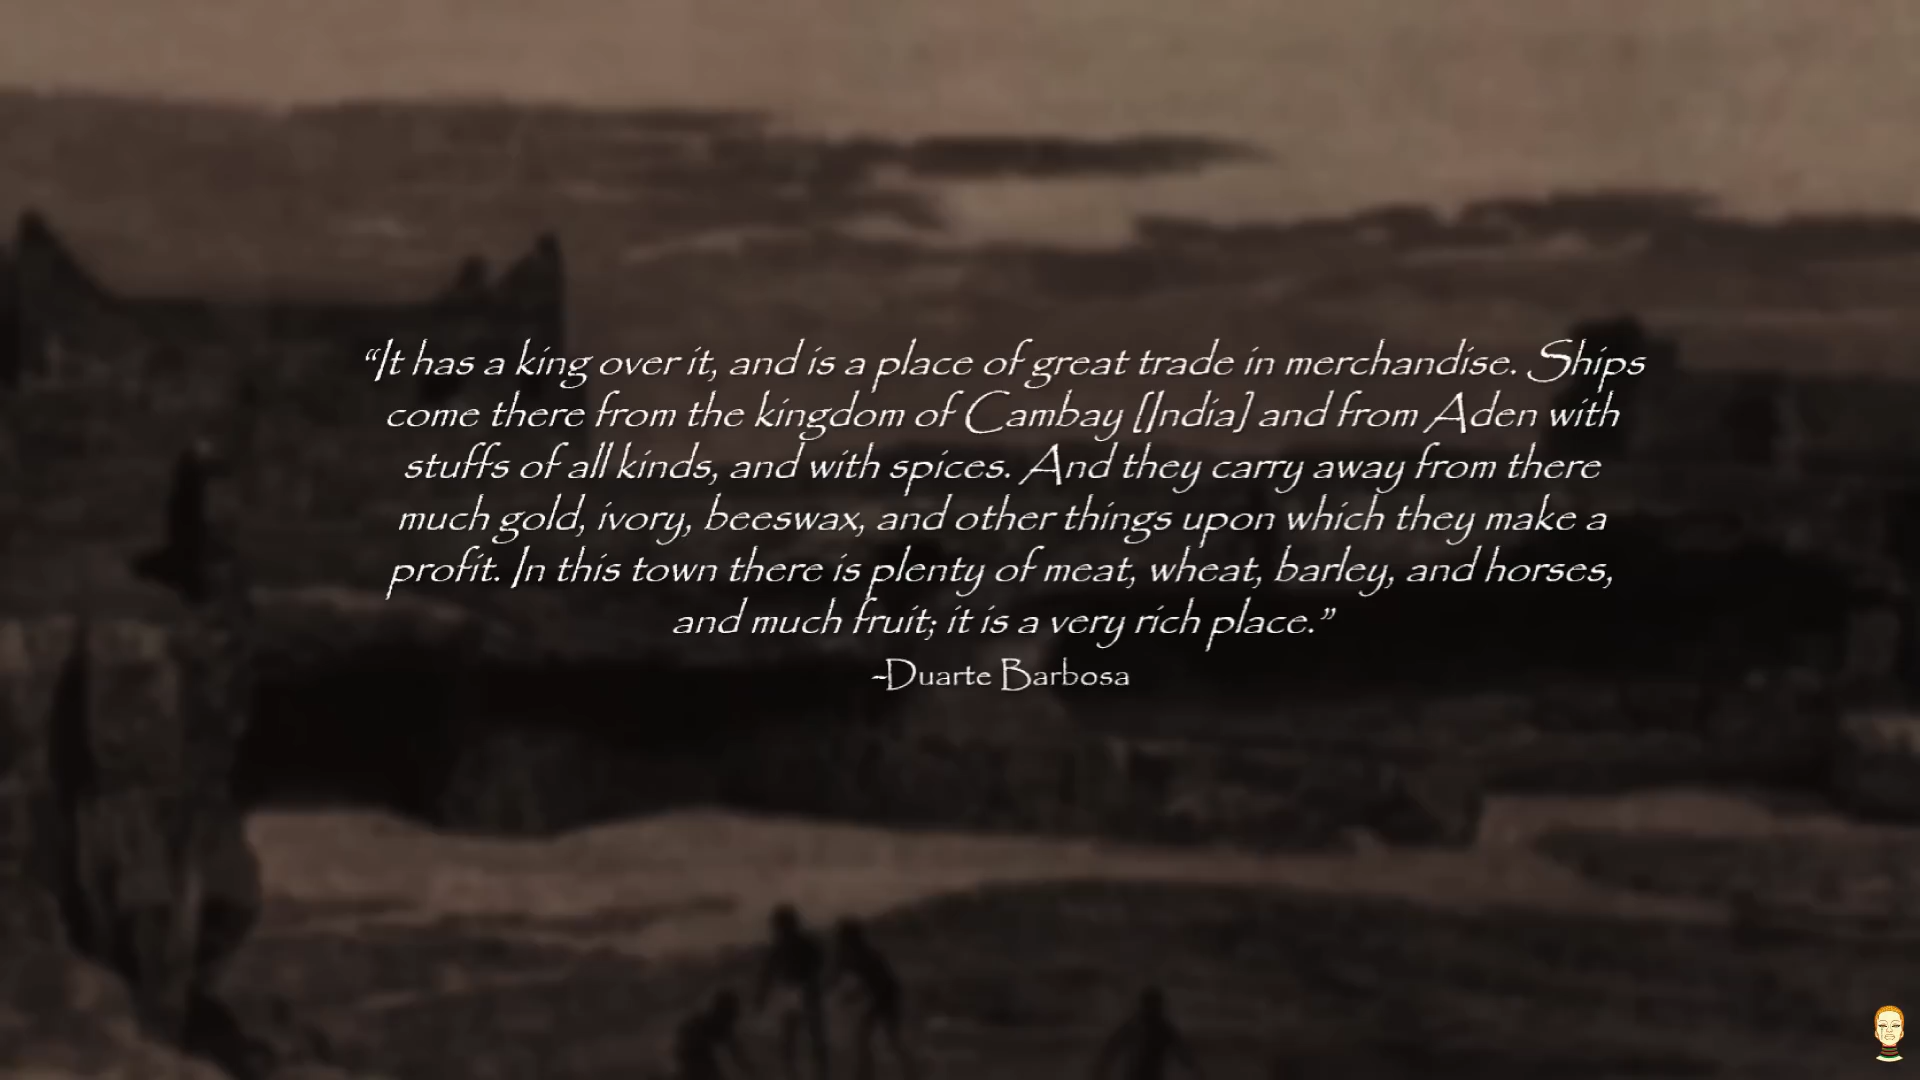 “It has a king over it, and is a place of great trade in merchandise. Ships
come there from the kingdom of Cambay [India] and from Aden with
stuffs of all kinds, and with spices. And they carry away from there
much gold, ivory, beeswax, and other things upon which they make a
profit. In this town there is plenty of meat, wheat, barley, and horses,
and much fruit; it is a very rich place.”
-Duarte Barbosa